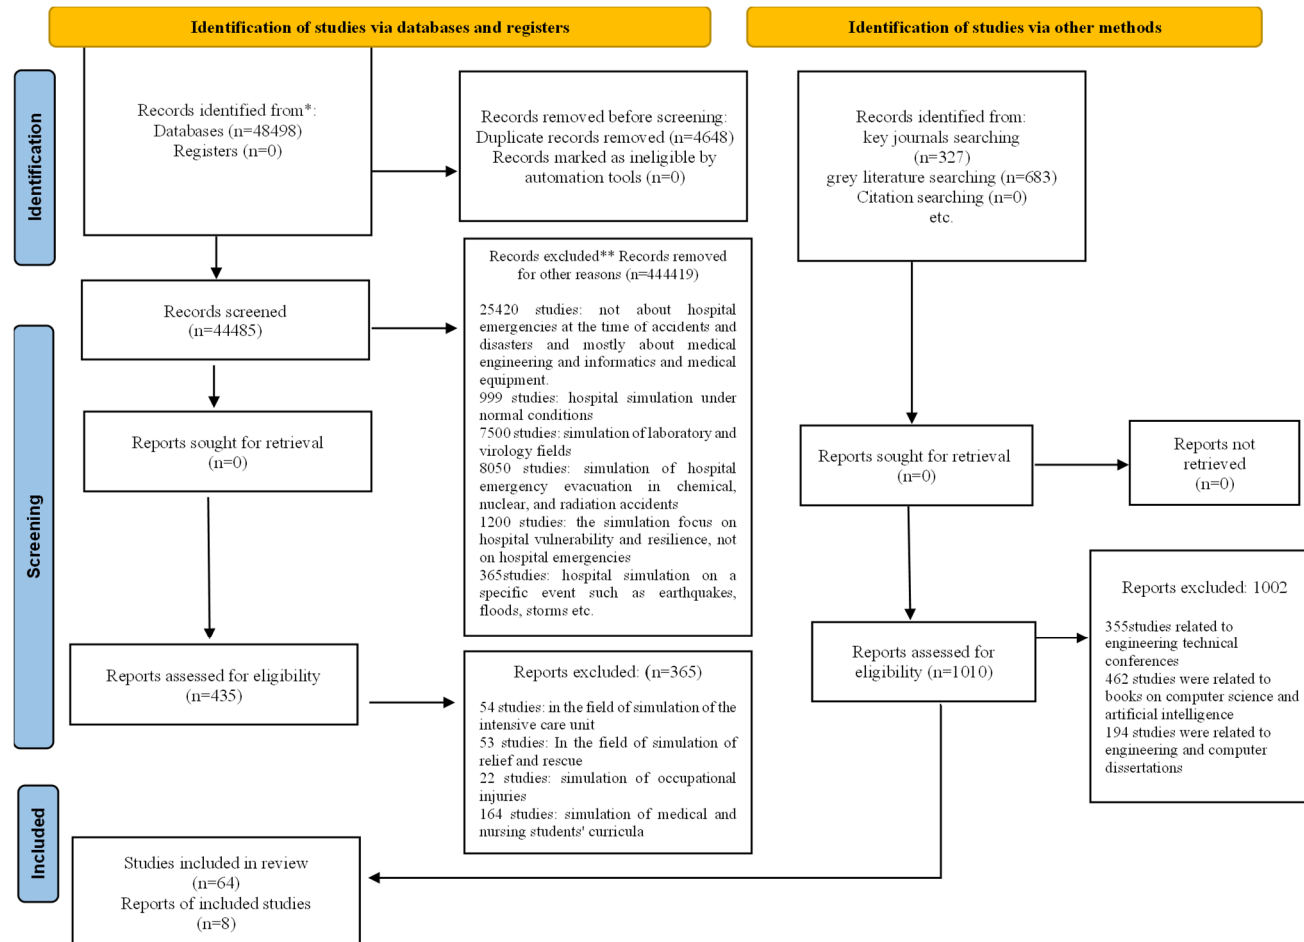 Identification of studies via databases and registers
Identification of studies via other methods
Identification
Records identified from*:
Databases (n=48498)
Registers (n=0)
Records removed before screening:
Duplicate records removed (n=4648)
Records marked as ineligible by
automation tools (n=0)
Records identified from:
key journals searching
(n=327)
grey literature searching (n=683)
Citation searching (n=0)
etc.
Screening
Records screened
(n=44485)
Records excluded** Records removed
for other reasons (n=444419)
25420 studies: not about hospital
emergencies at the time of accidents and
disasters and mostly about medical
engineering and informatics and medical
equipment.
999 studies: hospital simulation under
normal conditions
7500 studies: simulation of laboratory and
virology fields
8050 studies: simulation of hospital
emergency evacuation in chemical,
nuclear, and radiation accidents
1200 studies: the simulation focus on
hospital vulnerability and resilience, not
on hospital emergencies
365studies: hospital simulation on a
specific event such as earthquakes,
floods, storms etc.
Reports sought for retrieval
(n=0)
Reports sought for retrieval
(n=0)
Reports not
retrieved
(n=0)
Reports assessed for eligibility
(n=435)
Reports excluded: (n=365)
54 studies: in the field of simulation of the
intensive care unit
53 studies: In the field of simulation of
relief and rescue
22 studies: simulation of occupational
injuries
164 studies: simulation of medical and
nursing students' curricula
Reports assessed for
eligibility (n=1010)
Reports excluded: 1002
355studies related to
engineering technical
conferences
462 studies were related to
books on computer science and
artificial intelligence
194 studies were related to
engineering and computer
dissertations
Included
Studies included in review
(n=64)
Reports of included studies
(n=8)